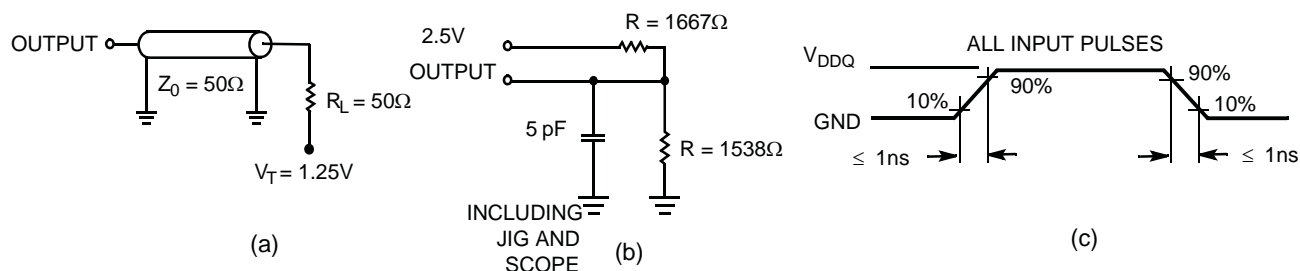 OUTPUT
Z0 = 50Ω
RL = 50Ω
VT = 1.25V
(a)
R = 1667Ω
2.5V
OUTPUT
5 pF
R = 1538Ω
INCLUDING
JIG AND
SCOPE
(b)
ALL INPUT PULSES
VDDQ
GND
10%
90%
90%
10%
≤ 1ns
≤ 1ns
(c)